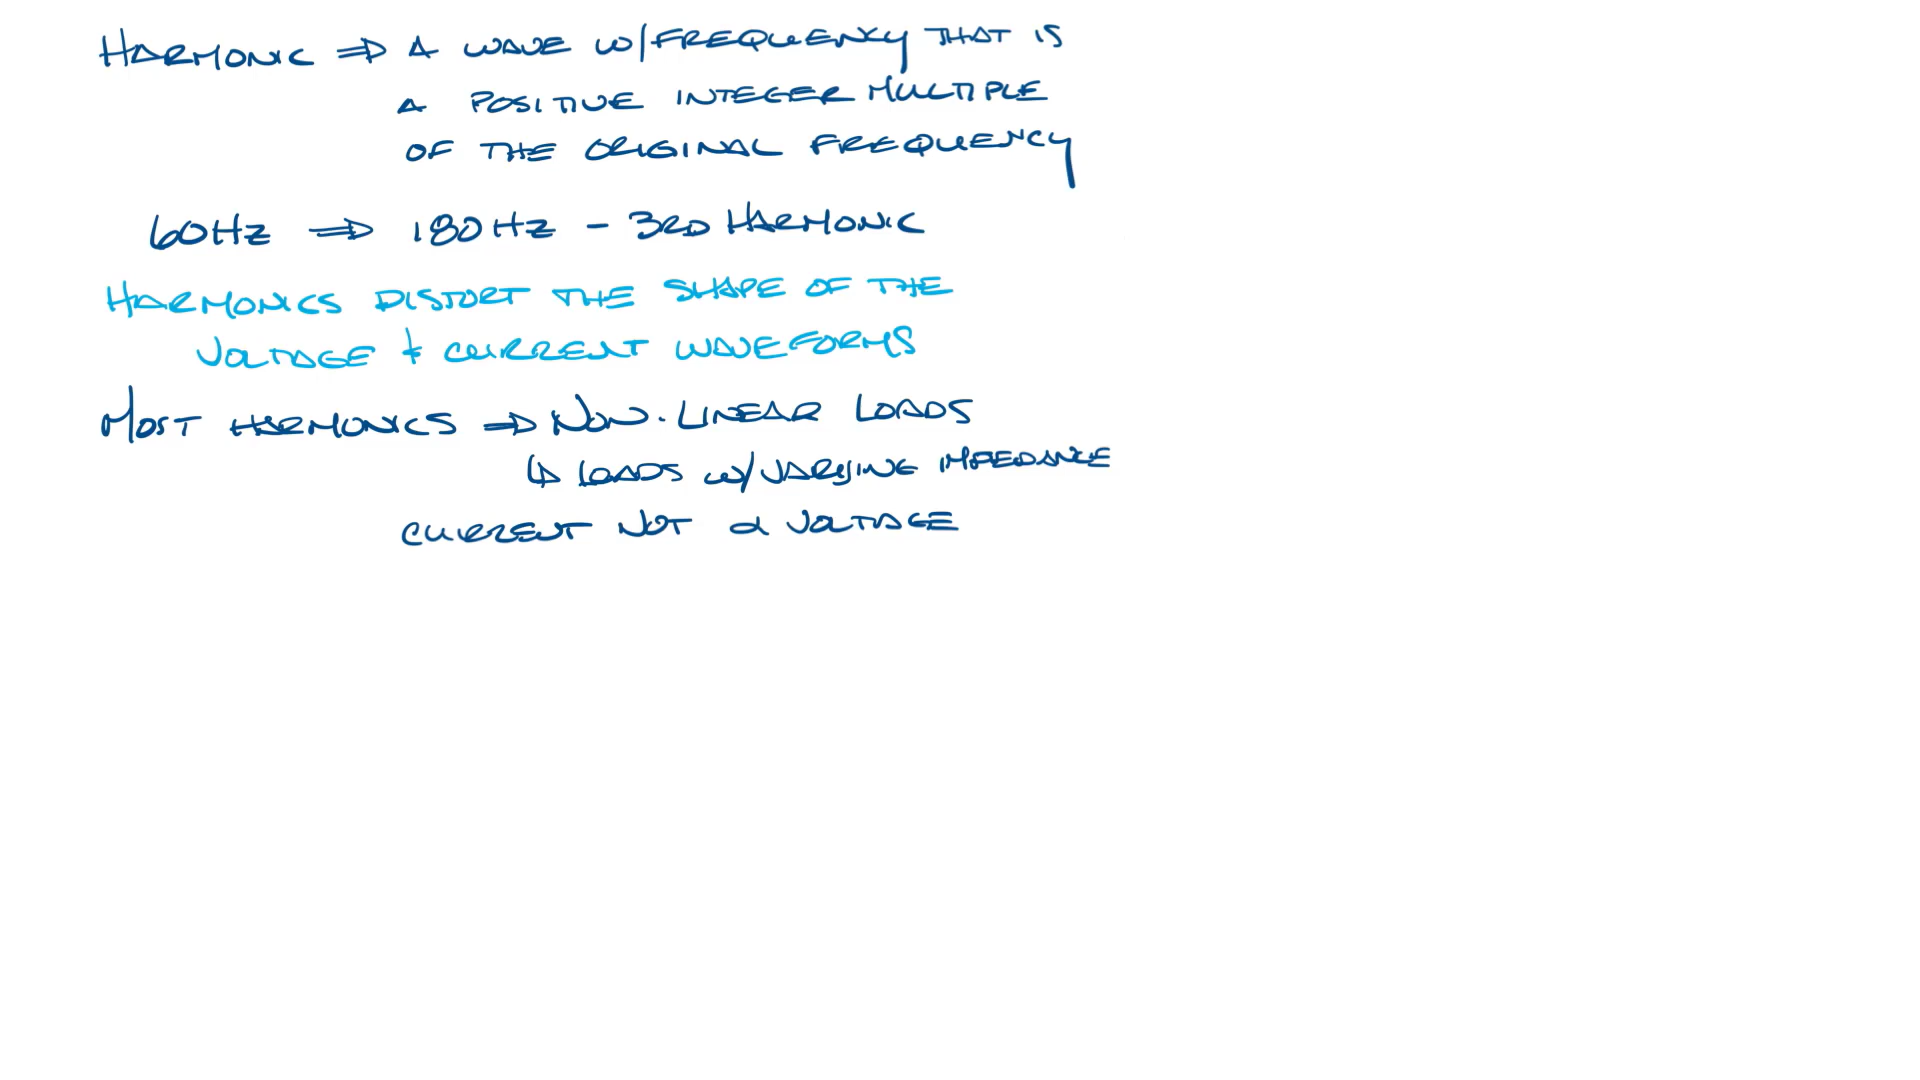 HARMONIC ⇒ A WAVE W/FREQUENCY THAT IS
A POSITIVE INTEGER MULTIPLE
OF THE ORIGINAL FREQUENCY
60HZ ⇒ 180HZ - 3RD HARMONIC
HARMONICS DISTORT THE SHAPE OF THE
VOLTAGE & CURRENT WAVEFORMS
MOST HARMONICS ⇒ NON-LINEAR LOADS
↳ LOADS W/VARYING IMPEDANCE
CURRENT NOT α VOLTAGE